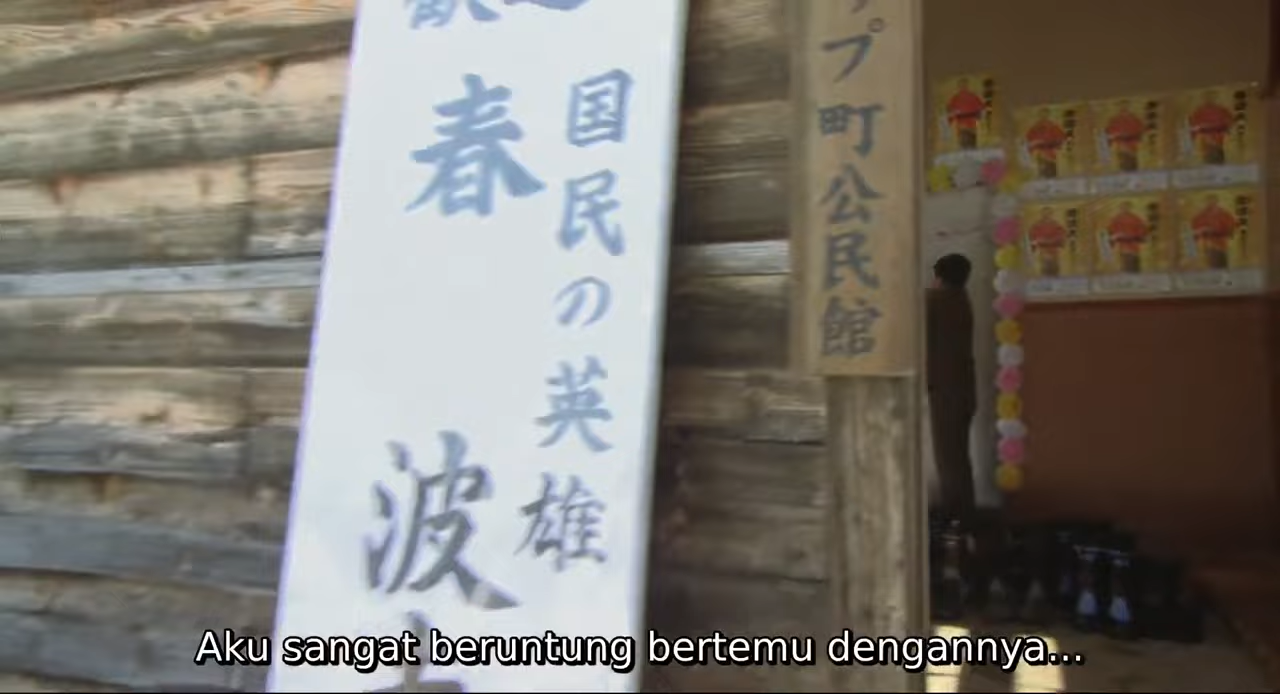 国民の英雄
春 波
プ町公民館
Aku sangat beruntung bertemu dengannya...